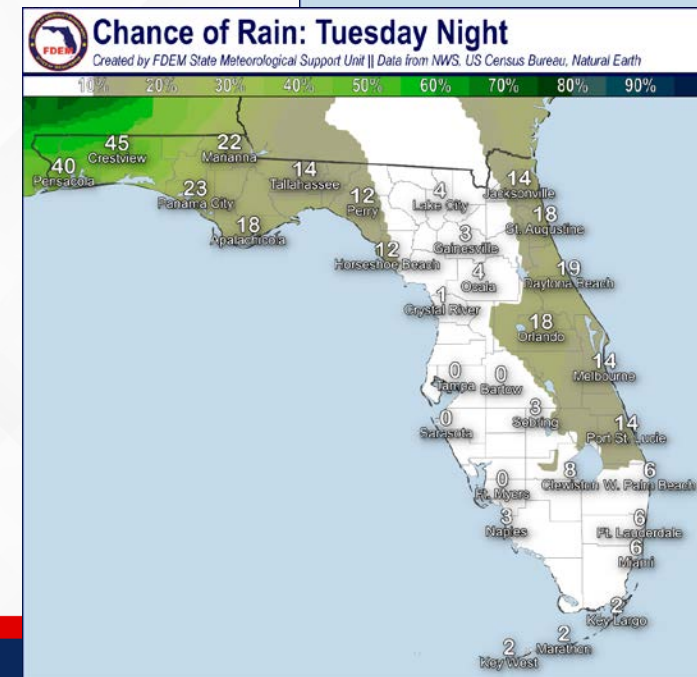 FDEM
Chance of Rain: Tuesday Night
Created by FDEM State Meteorological Support Unit || Data from NWS. US Census Bureau, Natural Earth
10% 20% 30% 40% 50% 60% 70% 80% 90%
45
Crestview
22
Marianna
40
Pensacola
14
Tallahassee
14
Jacksonville
23
Panama City
12
Perry
4
Lake City
18
Apalachicola
18
St. Augustine
3
Gainesville
12
Horseshoe Beach
4
Ocala
19
Daytona Beach
1
Crystal River
18
Orlando
14
Melbourne
0
Tampa
0
Bartow
3
Sebring
0
Sarasota
14
Port St. Lucie
8
Clewiston
6
W. Palm Beach
0
Ft. Myers
3
Naples
6
Ft. Lauderdale
6
Miami
2
Key Largo
2
Marathon
2
Key West